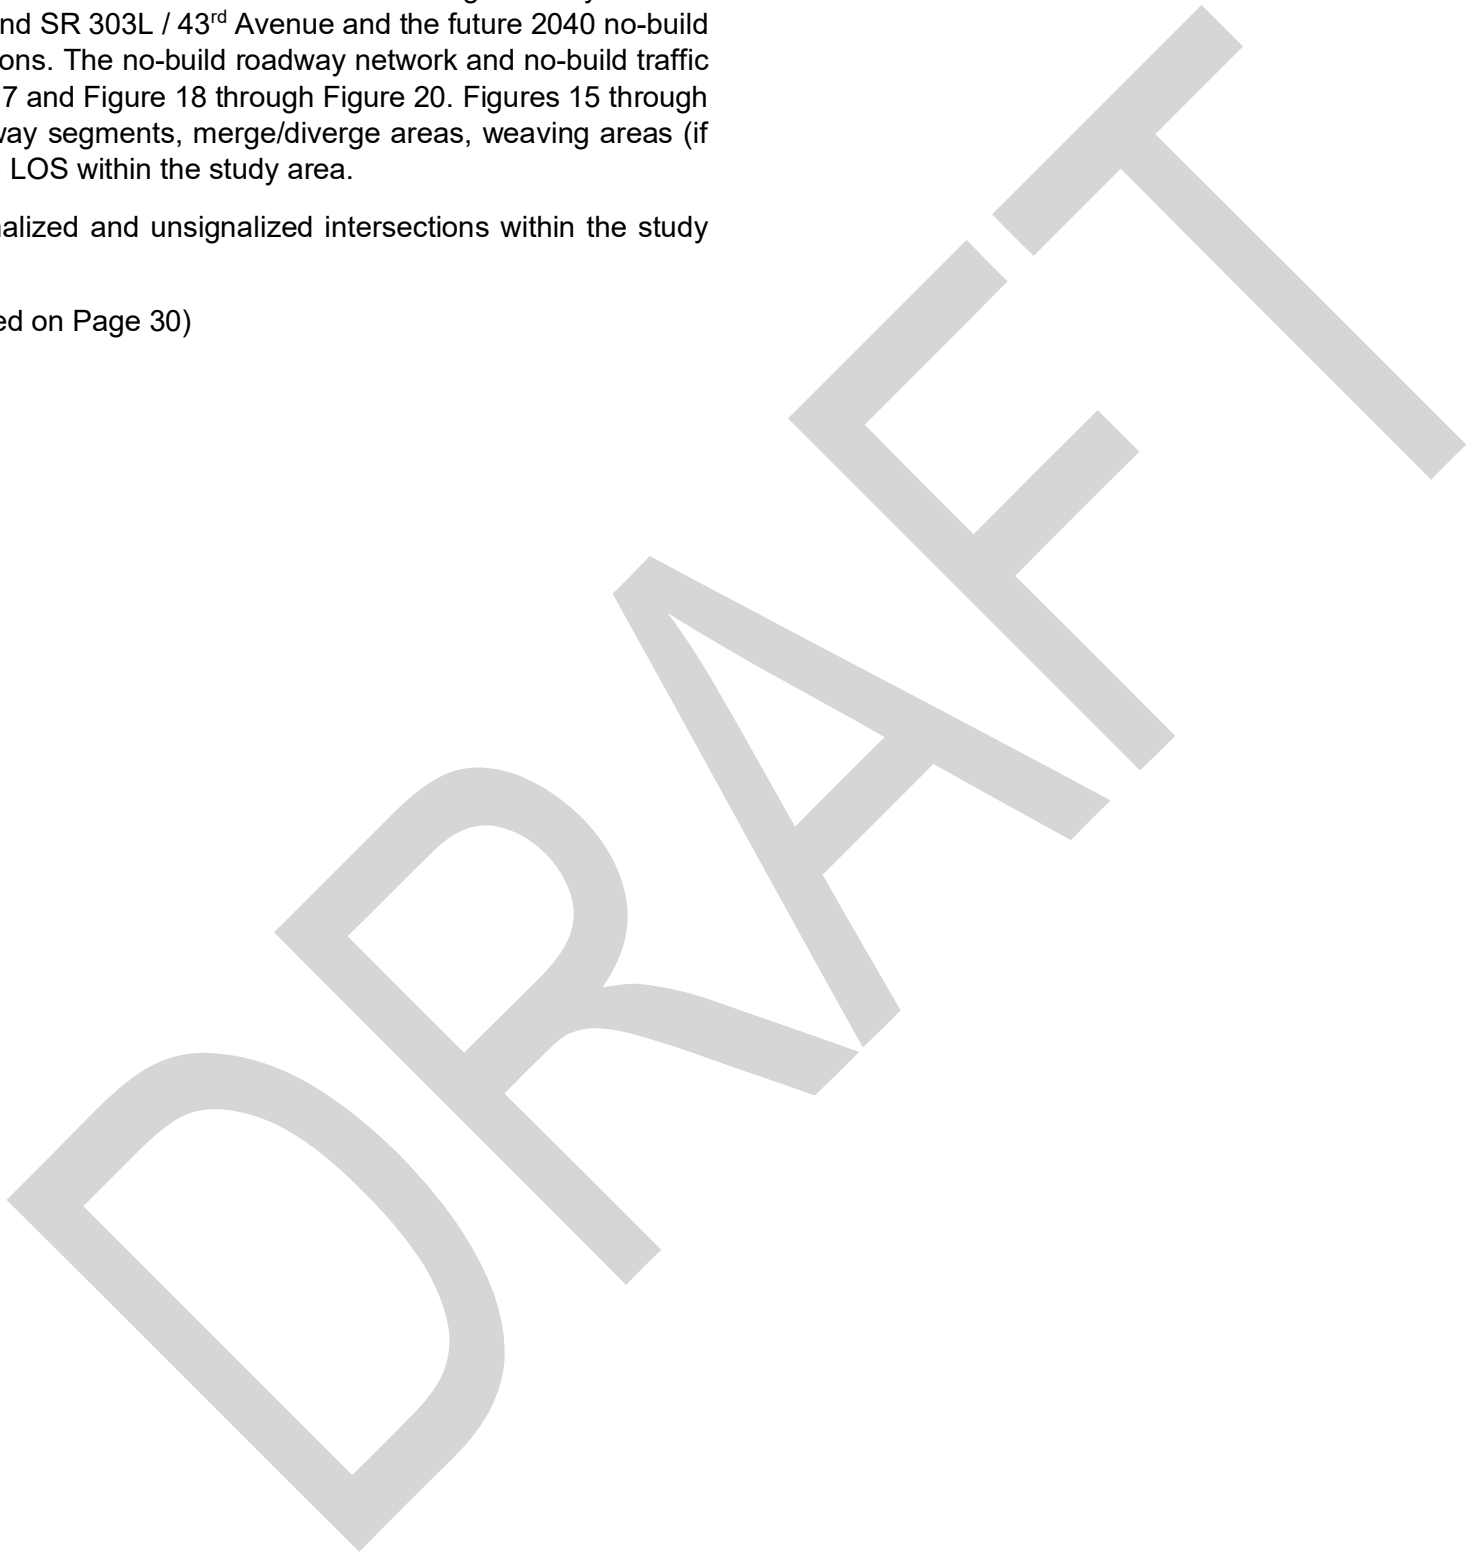 nd SR 303L / 43rd Avenue and the future 2040 no-build
ons. The no-build roadway network and no-build traffic
7 and Figure 18 through Figure 20. Figures 15 through
way segments, merge/diverge areas, weaving areas (if
LOS within the study area.
alized and unsignalized intersections within the study
ed on Page 30)
DRAFT